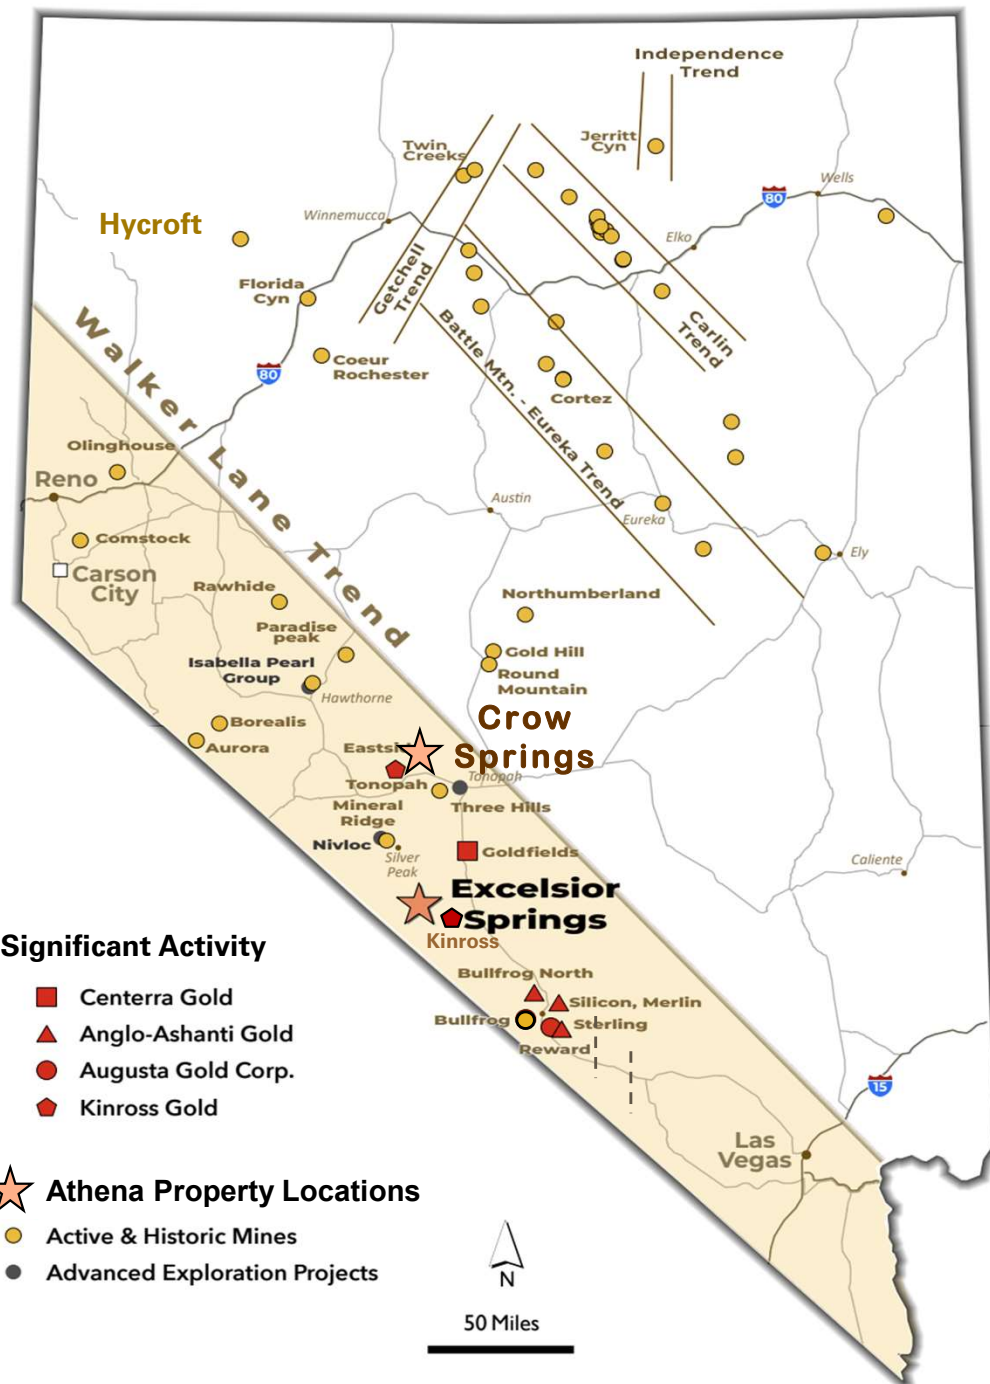 Independence
Trend
Jerritt
Cyn
Twin
Creeks
Wells
80
Winnemucca
Hycroft
Elko
Getchell
Trend
Florida
Cyn
Carlin
Trend
Walker Lane Trend
Battle Mtn. - Eureka Trend
Coeur
Rochester
80
Cortez
Olinghouse
Reno
Austin
Eureka
Comstock
Ely
Carson
City
Rawhide
Northumberland
Paradise
peak
Isabella Pearl
Group
Gold Hill
Round
Mountain
Hawthorne
Crow
Springs
Borealis
Aurora
Eastside
Tonopah
Tonopah
Three Hills
Mineral
Ridge
Nivloc
Silver
Peak
Goldfields
Caliente
Excelsior
Springs
Kinross
Significant Activity
Centerra Gold
Anglo-Ashanti Gold
Augusta Gold Corp.
Kinross Gold
Bullfrog North
Silicon, Merlin
Bullfrog
Sterling
Reward
15
Las
Vegas
Athena Property Locations
Active & Historic Mines
Advanced Exploration Projects
N
50 Miles